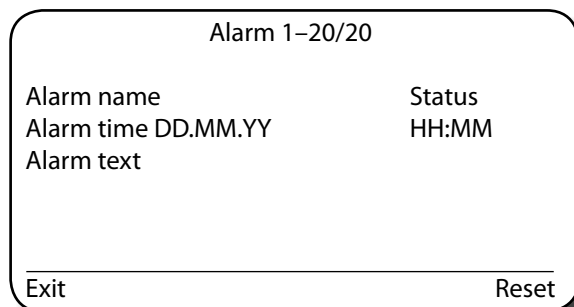 Alarm 1–20/20
Alarm name Status
Alarm time DD.MM.YY HH:MM
Alarm text
Exit Reset